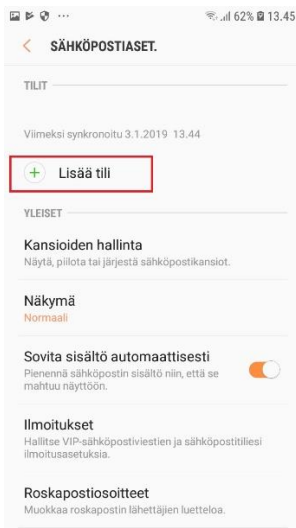 62% 13.45
SÄHKÖPOSTIASET.
TILIT
Viimeksi synkronoitu 3.1.2019 13.44
Lisää tili
YLEISET
Kansioiden hallinta
Näytä, piilota tai järjestä sähköpostikansiot.
Näkymä
Normaali
Sovita sisältö automaattisesti
Pienennä sähköpostin sisältö niin, että se
mahtuu näyttöön.
Ilmoitukset
Hallitse VIP-sähköpostiviestien ja sähköpostitiliesi
ilmoitusasetuksia.
Roskapostiosoitteet
Muokkaa roskapostin lähettäjien luetteloa.